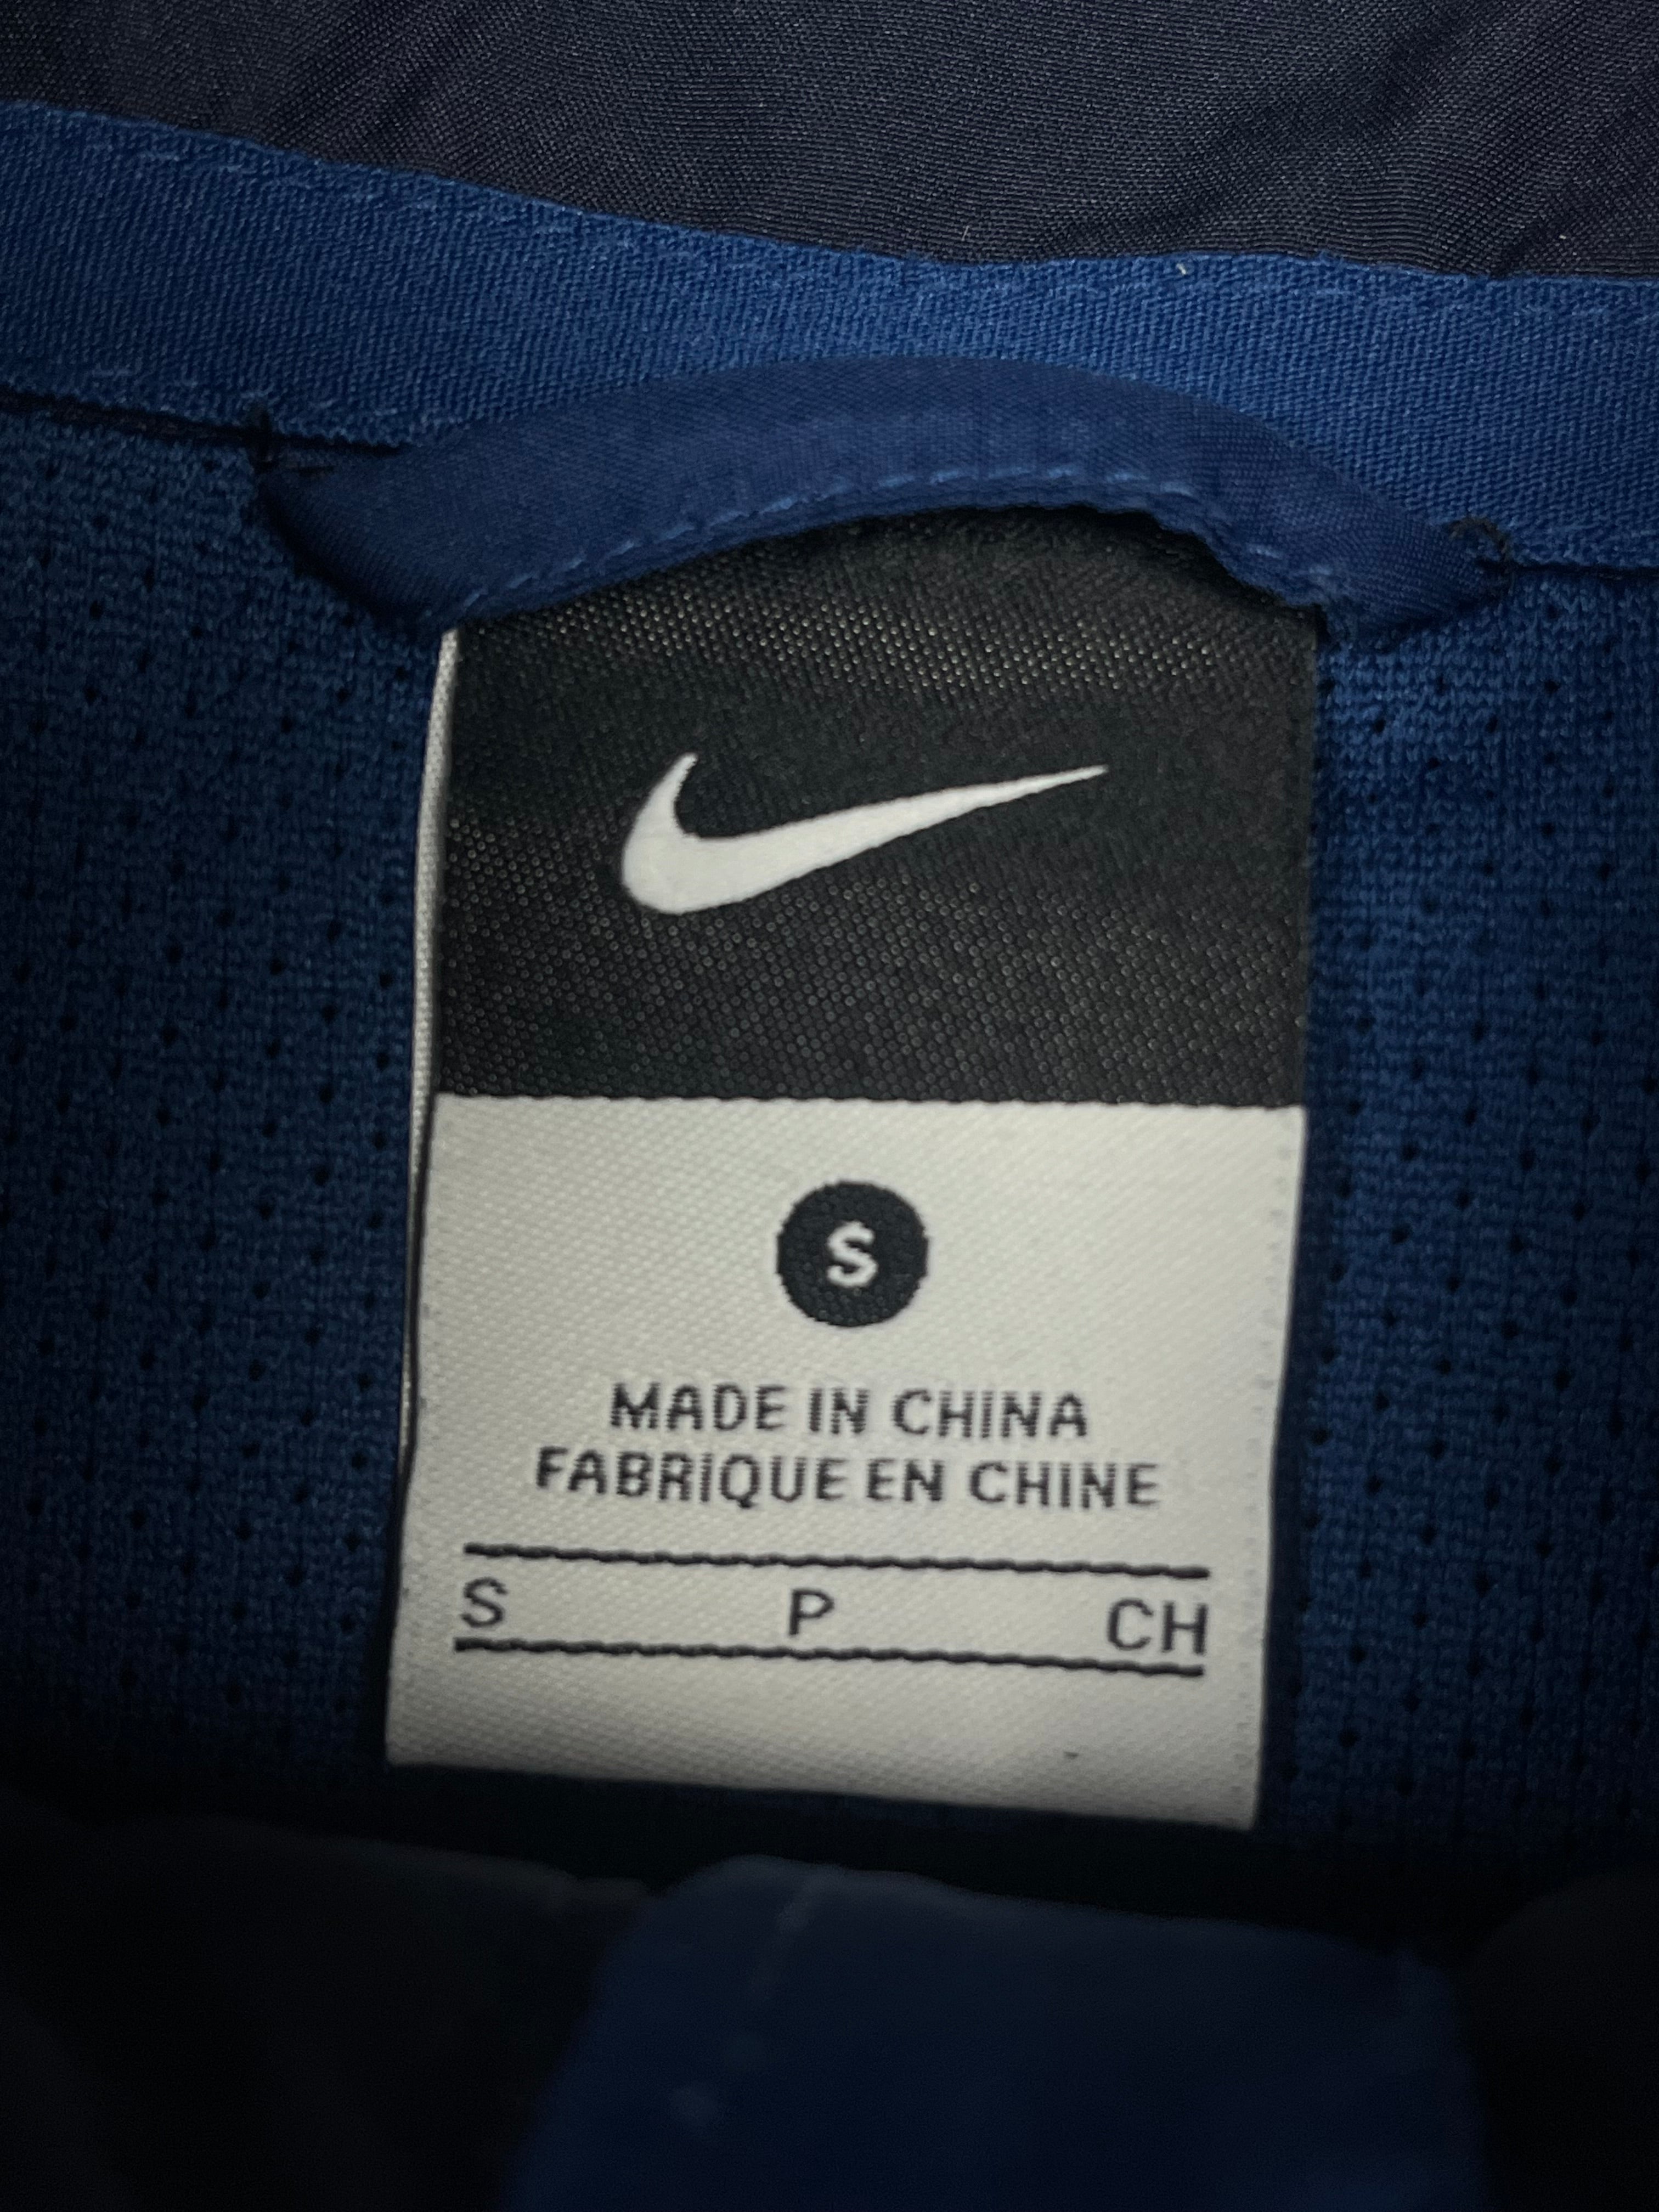 S
MADE IN CHINA
FABRIQUE EN CHINE
S P CH